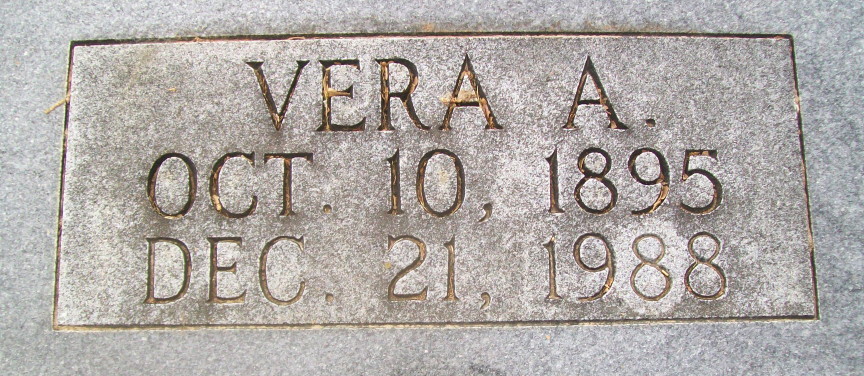 VERA A.
OCT. 10, 1895
DEC. 21, 1988